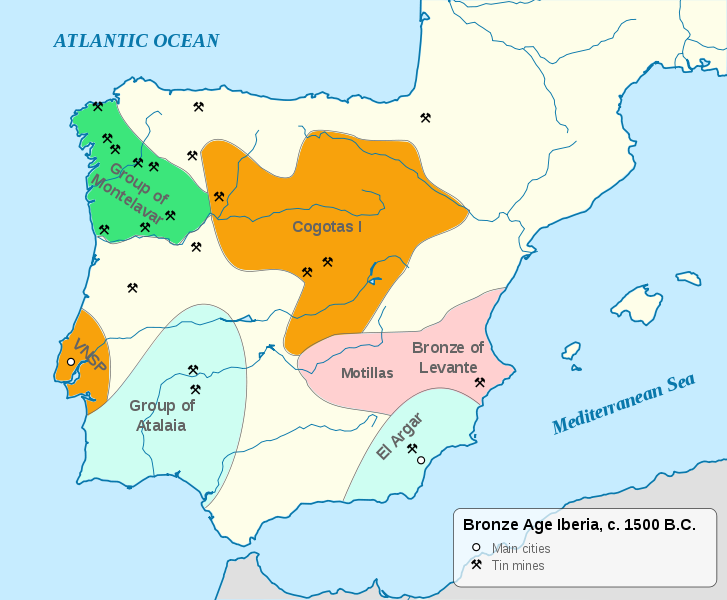 ATLANTIC OCEAN
Group of
Montelavar
Cogotas I
VNSP
Bronze of
Levante
Motillas
Group of
Atalaia
El Argar
Mediterranean Sea
Bronze Age Iberia, c. 1500 B.C.
Main cities
Tin mines